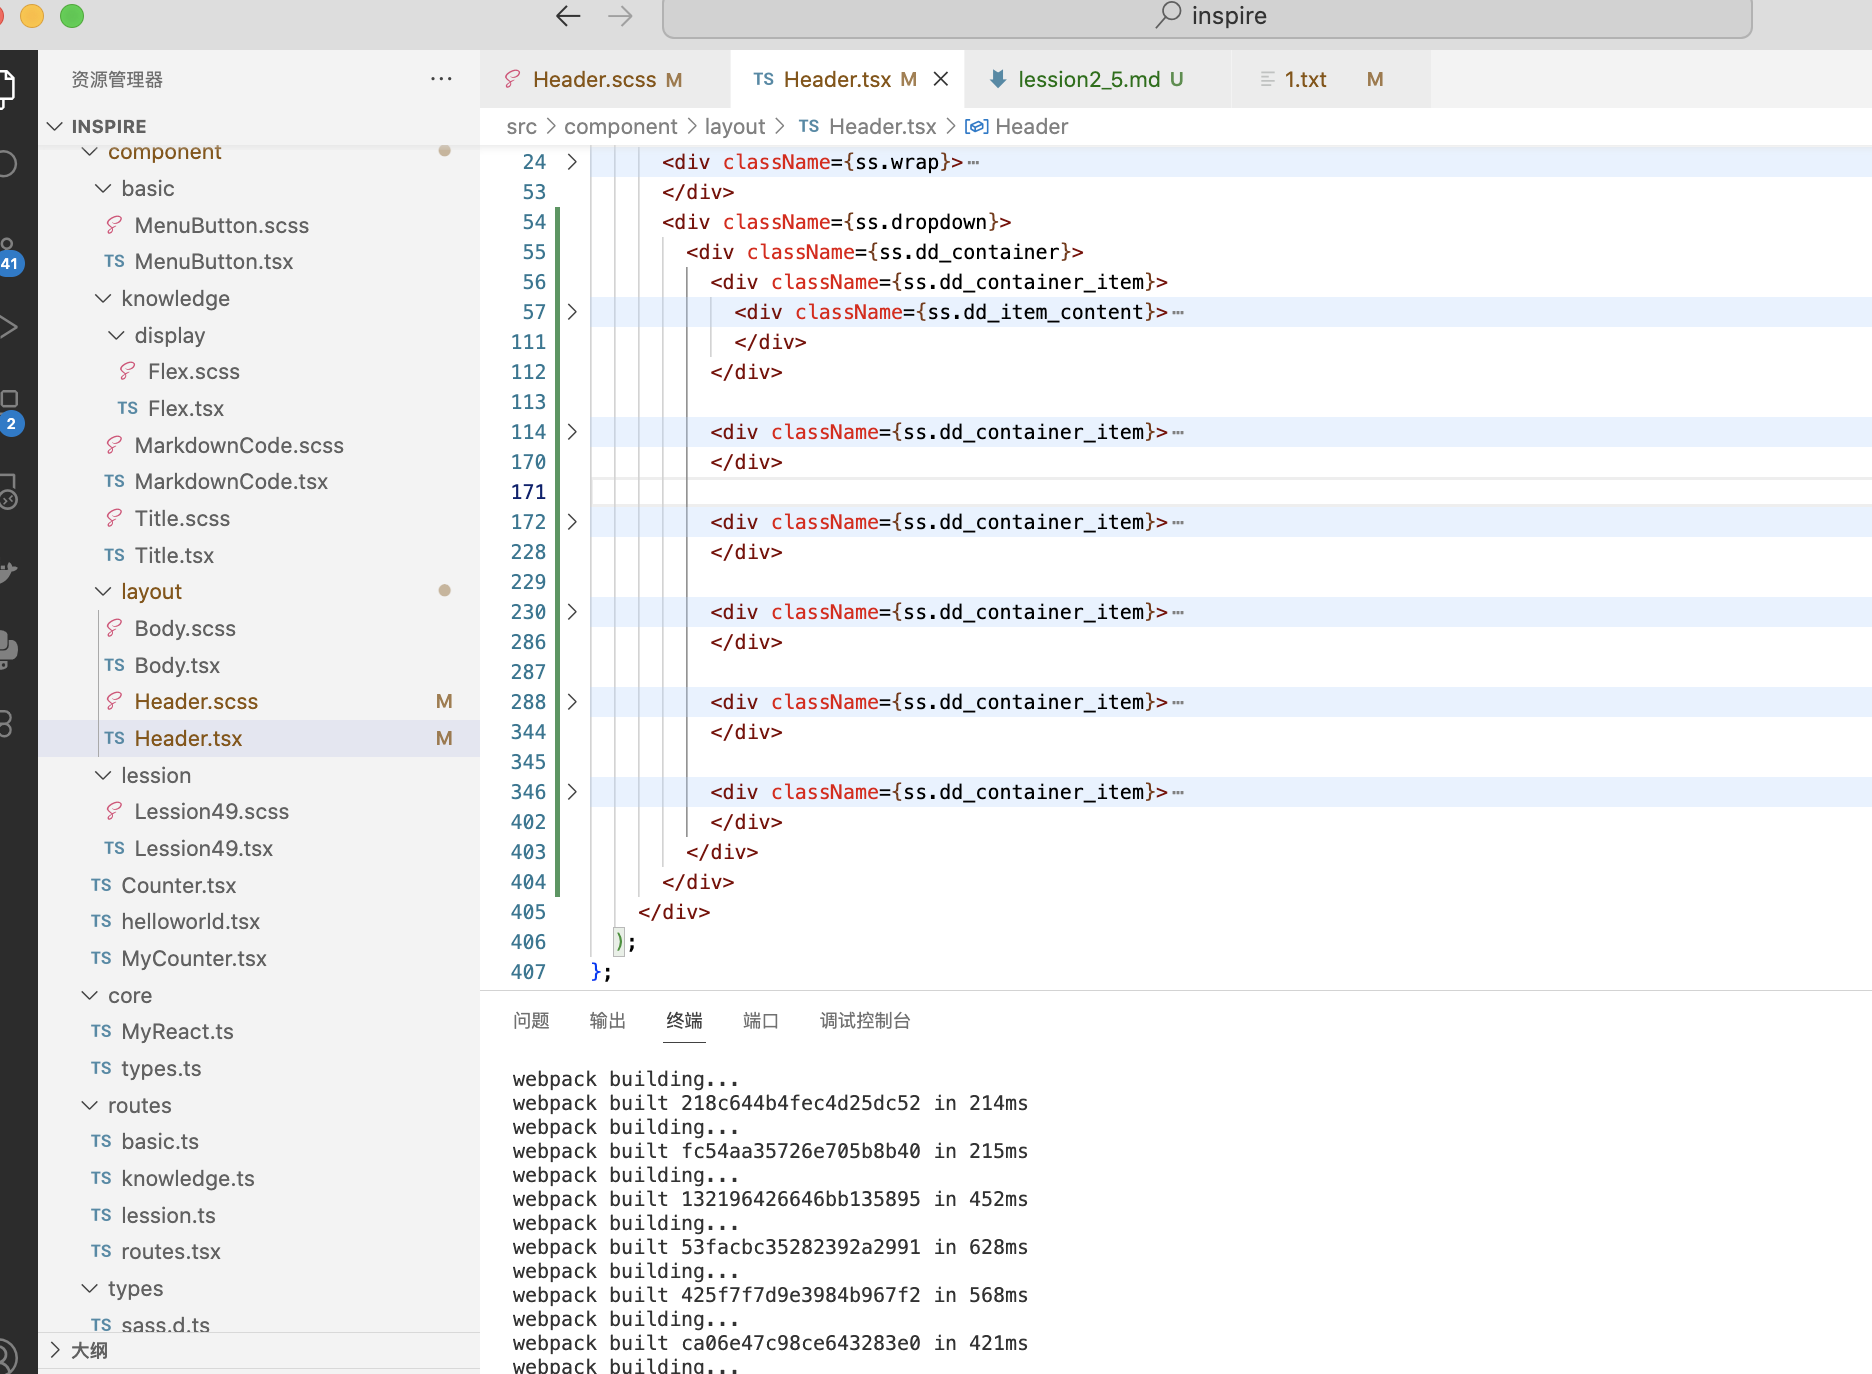 inspire
资源管理器
INSPIRE
component
basic
MenuButton.scss
TS MenuButton.tsx
knowledge
display
Flex.scss
TS Flex.tsx
MarkdownCode.scss
TS MarkdownCode.tsx
Title.scss
TS Title.tsx
layout
Body.scss
TS Body.tsx
Header.scss M
TS Header.tsx M
lession
Lession49.scss
TS Lession49.tsx
TS Counter.tsx
TS helloworld.tsx
TS MyCounter.tsx
core
TS MyReact.ts
TS types.ts
routes
TS basic.ts
TS knowledge.ts
TS lession.ts
TS routes.tsx
types
TS sass.d.ts
大纲
41
2
Header.scss M
TS Header.tsx M
lession2_5.md U
1.txt M
src > component > layout > TS Header.tsx > Header
24 <div className={ss.wrap}>…
53 </div>
54 <div className={ss.dropdown}>
55 <div className={ss.dd_container}>
56 <div className={ss.dd_container_item}>
57 <div className={ss.dd_item_content}>…
111 </div>
112 </div>
113
114 <div className={ss.dd_container_item}>…
170 </div>
171
172 <div className={ss.dd_container_item}>…
228 </div>
229
230 <div className={ss.dd_container_item}>…
286 </div>
287
288 <div className={ss.dd_container_item}>…
344 </div>
345
346 <div className={ss.dd_container_item}>…
402 </div>
403 </div>
404 </div>
405 </div>
406 );
407 };
问题 输出 终端 端口 调试控制台
webpack building...
webpack built 218c644b4fec4d25dc52 in 214ms
webpack building...
webpack built fc54aa35726e705b8b40 in 215ms
webpack building...
webpack built 132196426646bb135895 in 452ms
webpack building...
webpack built 53facbc35282392a2991 in 628ms
webpack building...
webpack built 425f7f7d9e3984b967f2 in 568ms
webpack building...
webpack built ca06e47c98ce643283e0 in 421ms
webpack building...